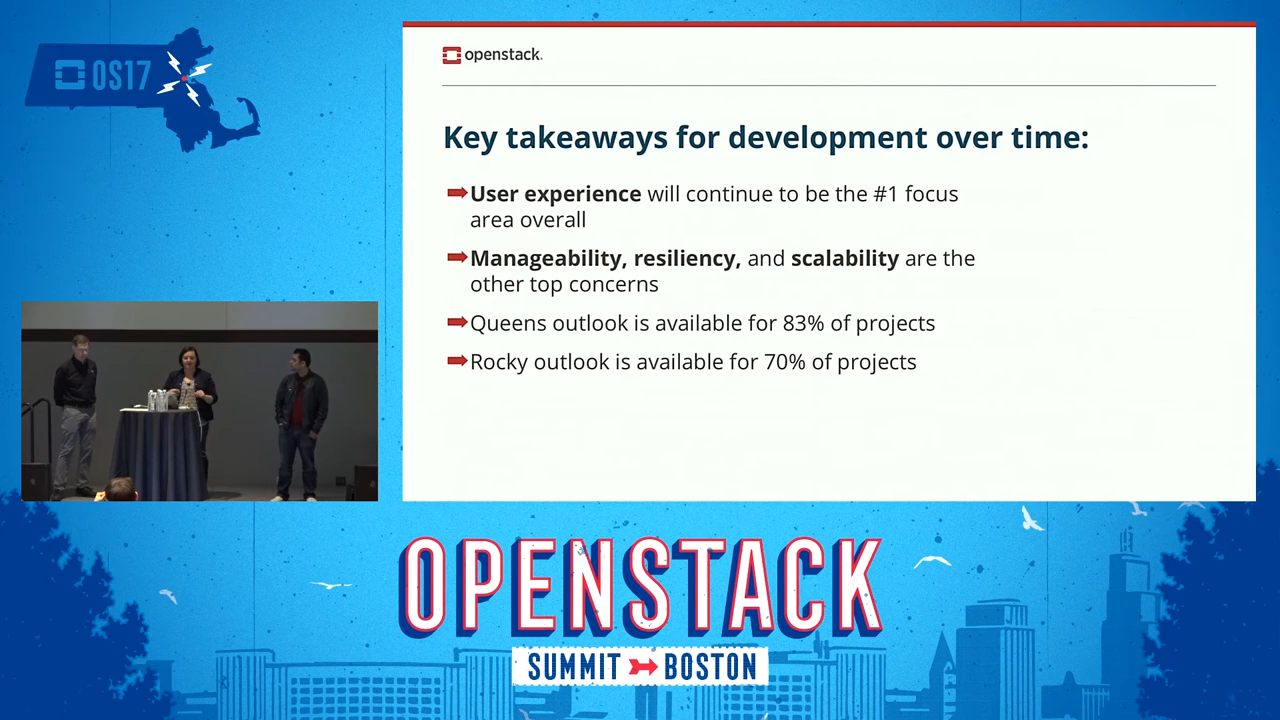 OS17
openstack.
Key takeaways for development over time:
User experience will continue to be the #1 focus
area overall
Manageability, resiliency, and scalability are the
other top concerns
Queens outlook is available for 83% of projects
Rocky outlook is available for 70% of projects
OPENSTACK
SUMMIT BOSTON